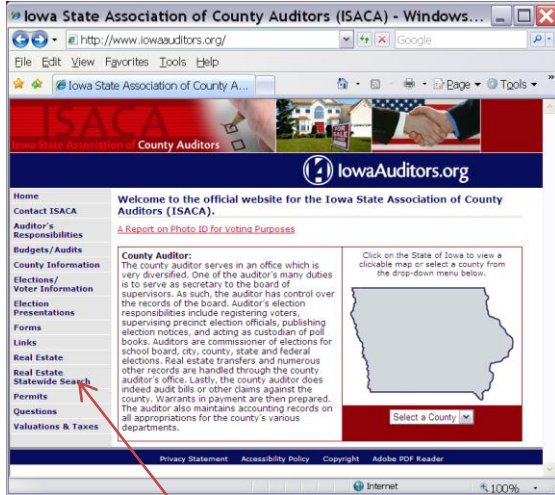 Iowa State Association of County Auditors (ISACA) - Windows...
http://www.iowaauditors.org/
Google
File Edit View Favorites Tools Help
Iowa State Association of County A...
Page Tools
ISACA
Iowa State Association of County Auditors
FOR SALE
IowaAuditors.org
Home
Contact ISACA
Auditor's
Responsibilities
Budgets/Audits
County Information
Elections/
Voter Information
Election
Presentations
Forms
Links
Real Estate
Real Estate
Statewide Search
Permits
Questions
Valuations & Taxes
Welcome to the official website for the Iowa State Association of County
Auditors (ISACA).
A Report on Photo ID for Voting Purposes
County Auditor:
The county auditor serves in an office which is
very diversified. One of the auditor's many duties
is to serve as secretary to the board of
supervisors. As such, the auditor has control over
the records of the board. Auditor's election
responsibilities include registering voters,
supervising precinct election officials, publishing
election notices, and acting as custodian of poll
books. Auditors are commissioner of elections for
school board, city, county, state and federal
elections. Real estate transfers and numerous
other records are handled through the county
auditor's office. Lastly, the county auditor does
indeed audit bills or other claims against the
county. Warrants in payment are then prepared.
The auditor also maintains accounting records on
all appropriations for the county's various
departments.
Click on the State of Iowa to view a
clickable map or select a county from
the drop-down menu below.
Select a County
Privacy Statement Accessibility Policy Copyright Adobe PDF Reader
Internet
100%